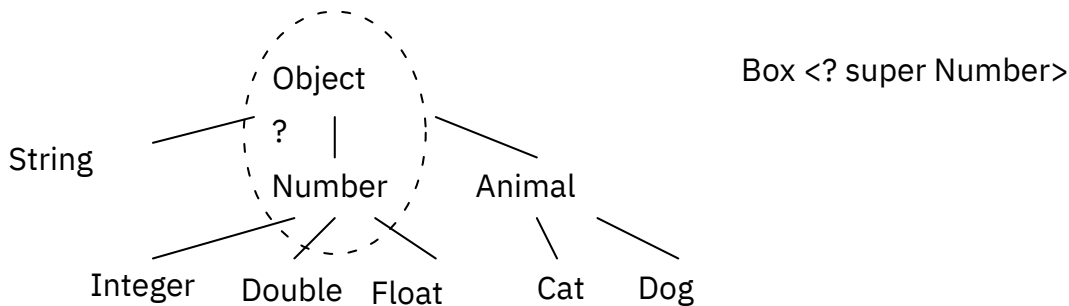 Object
Box <? super Number>
?
String
Number
Animal
Integer
Double
Float
Cat
Dog